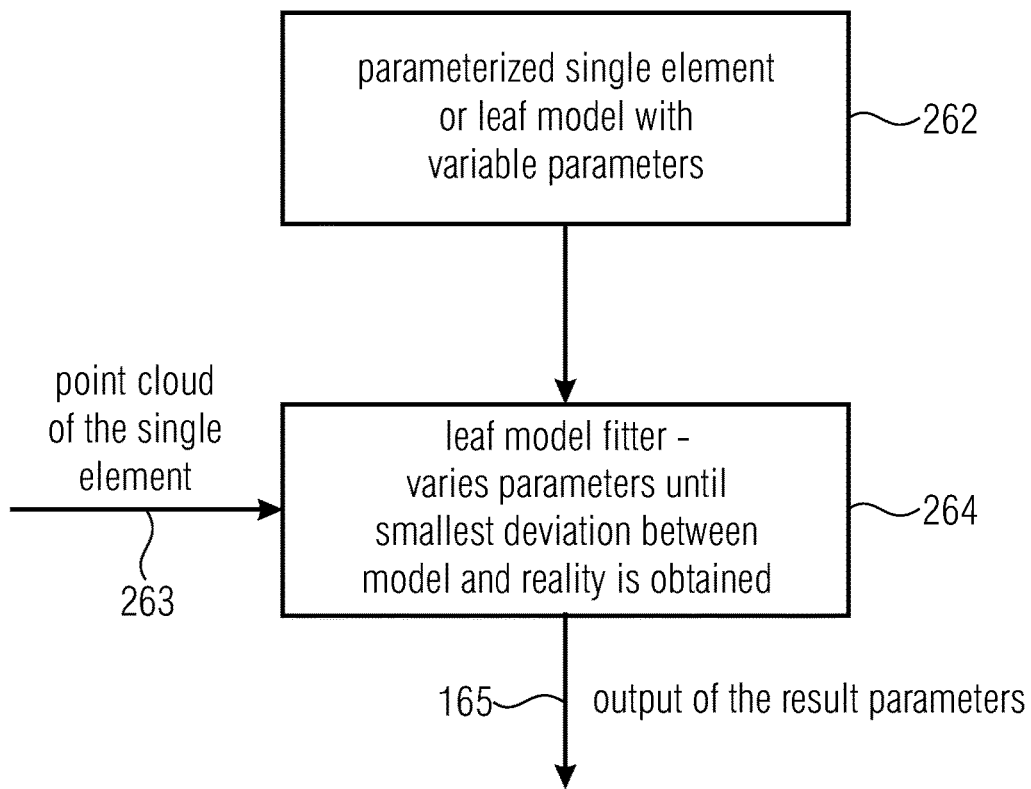 parameterized single element
or leaf model with
variable parameters
262
point cloud
of the single
element
263
leaf model fitter -
varies parameters until
smallest deviation between
model and reality is obtained
264
165
output of the result parameters